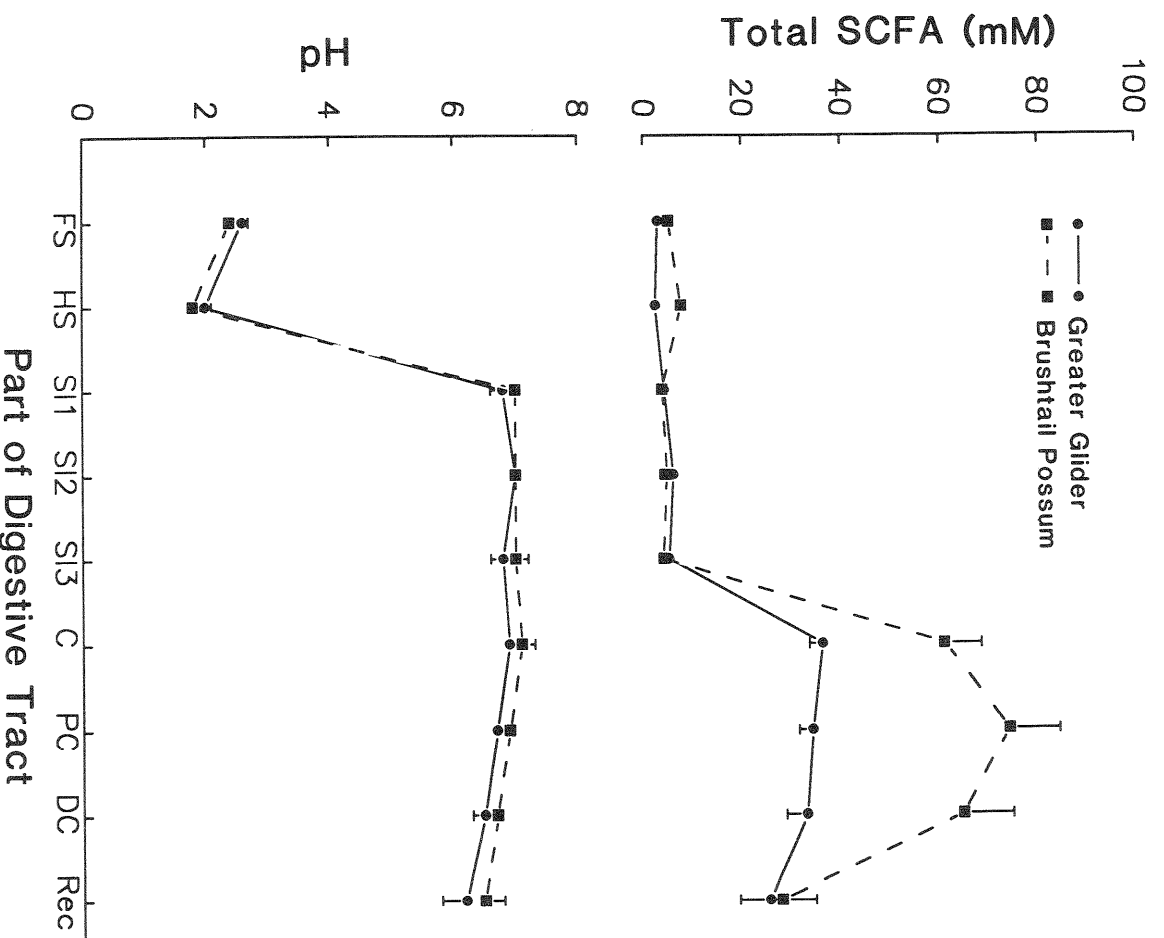 Total SCFA (mM)
100
80
60
40
20
0
Greater Glider
Brushtail Possum
pH
8
6
4
2
0
FS
HS
SI1
SI2
SI3
C
PC
DC
Rec
Part of Digestive Tract